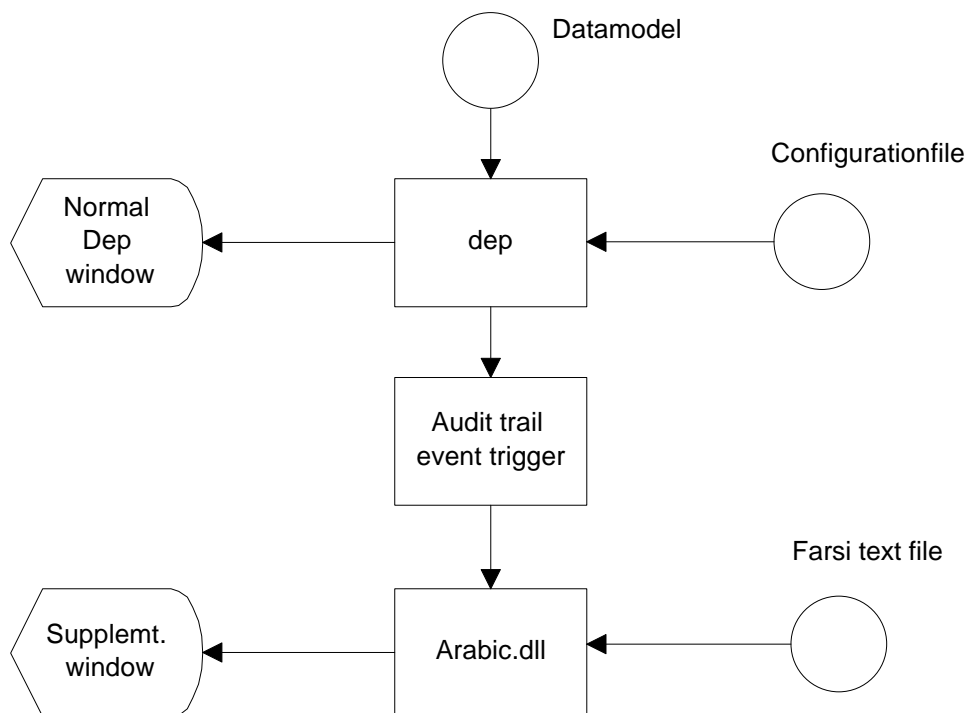 Datamodel
Configurationfile
Normal
Dep
window
dep
Audit trail
event trigger
Farsi text file
Supplemt.
window
Arabic.dll